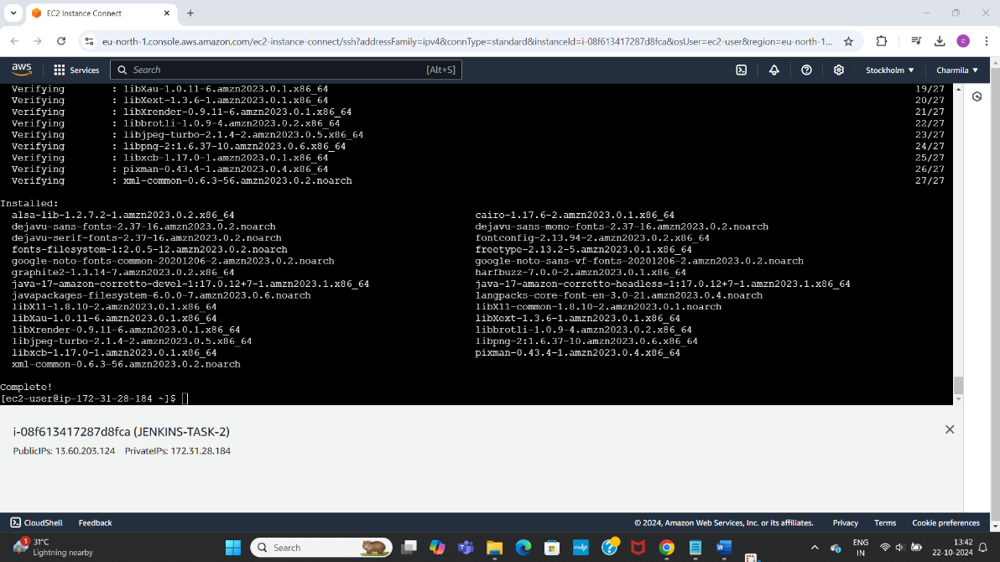 EC2 Instance Connect
eu-north-1.console.aws.amazon.com/ec2-instance-connect/ssh?addressFamily=ipv4&connType=standard&instanceId=i-08f613417287d8fca&osUser=ec2-user&region=eu-north-1...
C
aws Services Search [Alt+S] Stockholm Charmila
Verifying : libXau-1.0.11-6.amzn2023.0.1.x86_64 19/27
Verifying : libXext-1.3.6-1.amzn2023.0.1.x86_64 20/27
Verifying : libXrender-0.9.11-6.amzn2023.0.1.x86_64 21/27
Verifying : libbrotli-1.0.9-4.amzn2023.0.2.x86_64 22/27
Verifying : libjpeg-turbo-2.1.4-2.amzn2023.0.5.x86_64 23/27
Verifying : libpng-2:1.6.37-10.amzn2023.0.6.x86_64 24/27
Verifying : libxcb-1.17.0-1.amzn2023.0.1.x86_64 25/27
Verifying : pixman-0.43.4-1.amzn2023.0.4.x86_64 26/27
Verifying : xml-common-0.6.3-56.amzn2023.0.2.noarch 27/27
Installed:
alsa-lib-1.2.7.2-1.amzn2023.0.2.x86_64 cairo-1.17.6-2.amzn2023.0.1.x86_64
dejavu-sans-fonts-2.37-16.amzn2023.0.2.noarch dejavu-sans-mono-fonts-2.37-16.amzn2023.0.2.noarch
dejavu-serif-fonts-2.37-16.amzn2023.0.2.noarch fontconfig-2.13.94-2.amzn2023.0.2.x86_64
fonts-filesystem-1:2.0.5-12.amzn2023.0.2.noarch freetype-2.13.2-5.amzn2023.0.1.x86_64
google-noto-fonts-common-20201206-2.amzn2023.0.2.noarch google-noto-sans-vf-fonts-20201206-2.amzn2023.0.2.noarch
graphite2-1.3.14-7.amzn2023.0.2.x86_64 harfbuzz-7.0.0-2.amzn2023.0.1.x86_64
java-17-amazon-corretto-devel-1:17.0.12+7-1.amzn2023.1.x86_64 java-17-amazon-corretto-headless-1:17.0.12+7-1.amzn2023.1.x86_64
javapackages-filesystem-6.0.0-7.amzn2023.0.6.noarch langpacks-core-font-en-3.0-21.amzn2023.0.4.noarch
libX11-1.8.10-2.amzn2023.0.1.x86_64 libX11-common-1.8.10-2.amzn2023.0.1.noarch
libXau-1.0.11-6.amzn2023.0.1.x86_64 libXext-1.3.6-1.amzn2023.0.1.x86_64
libXrender-0.9.11-6.amzn2023.0.1.x86_64 libbrotli-1.0.9-4.amzn2023.0.2.x86_64
libjpeg-turbo-2.1.4-2.amzn2023.0.5.x86_64 libpng-2:1.6.37-10.amzn2023.0.6.x86_64
libxcb-1.17.0-1.amzn2023.0.1.x86_64 pixman-0.43.4-1.amzn2023.0.4.x86_64
xml-common-0.6.3-56.amzn2023.0.2.noarch
Complete!
[ec2-user@ip-172-31-28-184 ~]$
i-08f613417287d8fca (JENKINS-TASK-2)
PublicIPs: 13.60.203.124 PrivateIPs: 172.31.28.184
CloudShell Feedback © 2024, Amazon Web Services, Inc. or its affiliates. Privacy Terms Cookie preferences
1 31°C
Lightning nearby
Search
ENG
IN
13:42
22-10-2024